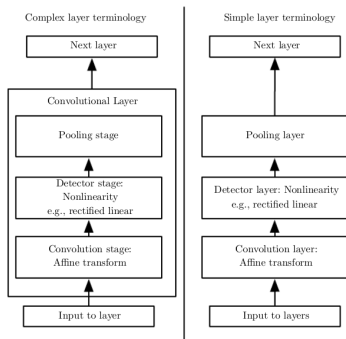 Complex layer terminology
Next layer
Convolutional Layer
Pooling stage
Detector stage:
Nonlinearity
e.g., rectified linear
Convolution stage:
Affine transform
Input to layer
Simple layer terminology
Next layer
Pooling layer
Detector layer: Nonlinearity
e.g., rectified linear
Convolution layer:
Affine transform
Input to layers